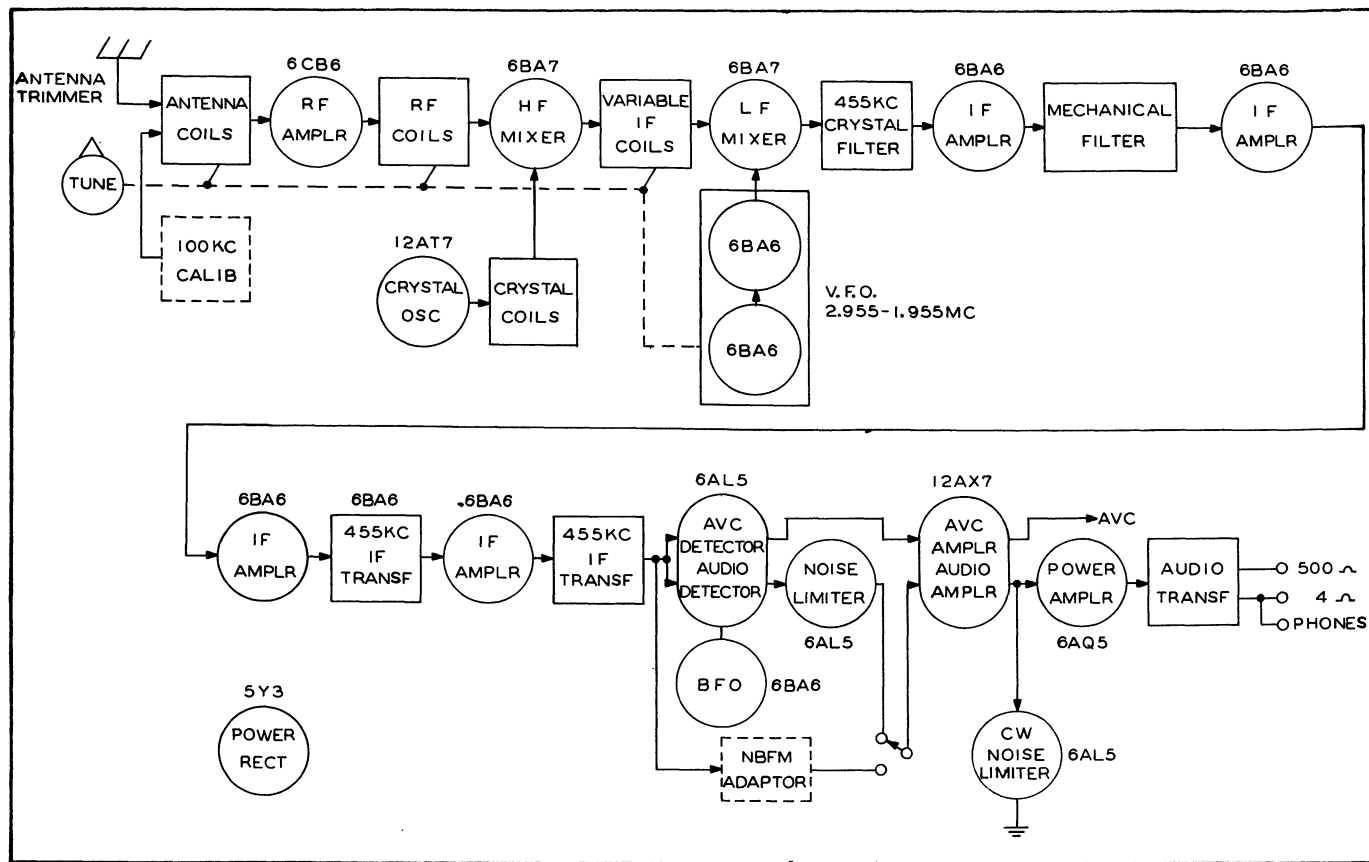 ANTENNA
TRIMMER
ANTENNA
COILS
6CB6
RF
AMPLR
RF
COILS
6BA7
HF
MIXER
VARIABLE
IF
COILS
6BA7
LF
MIXER
455KC
CRYSTAL
FILTER
6BA6
IF
AMPLR
MECHANICAL
FILTER
6BA6
IF
AMPLR
TUNE
100KC
CALIB
12AT7
CRYSTAL
OSC
CRYSTAL
COILS
6BA6
6BA6
V.F.O.
2.955-1.955MC
6BA6
IF
AMPLR
6BA6
455KC
IF
TRANSF
.6BA6
IF
AMPLR
455KC
IF
TRANSF
6AL5
AVC
DETECTOR
AUDIO
DETECTOR
NOISE
LIMITER
6AL5
12AX7
AVC
AMPLR
AUDIO
AMPLR
AVC
POWER
AMPLR
6AQ5
AUDIO
TRANSF
500 Ω
4 Ω
PHONES
BFO
6BA6
5Y3
POWER
RECT
NBFM
ADAPTOR
CW
NOISE
LIMITER
6AL5